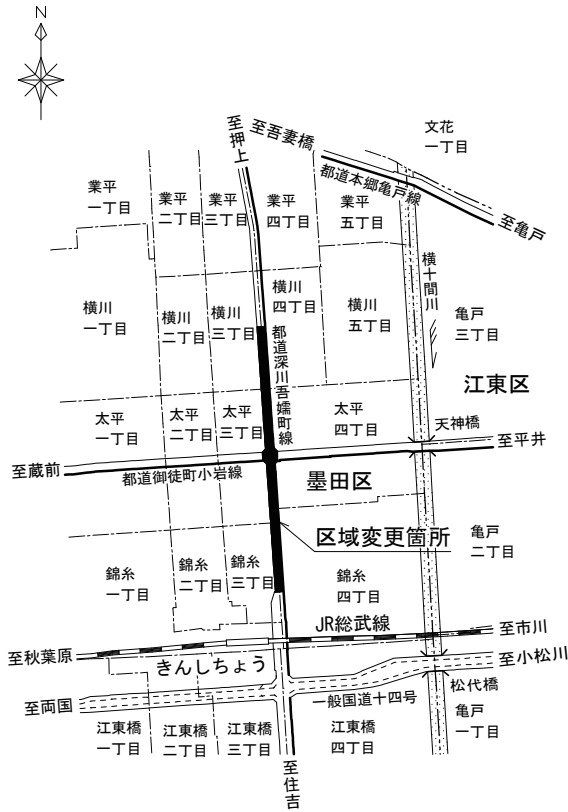 N
至押上
至吾妻橋
文花
一丁目
都道本郷亀戸線
至亀戸
業平
一丁目
業平
二丁目
業平
三丁目
業平
四丁目
業平
五丁目
横十間川
横川
一丁目
横川
二丁目
横川
三丁目
横川
四丁目
横川
五丁目
亀戸
三丁目
都道深川吾嬬町線
江東区
太平
一丁目
太平
二丁目
太平
三丁目
太平
四丁目
天神橋
至平井
至蔵前
都道御徒町小岩線
墨田区
区域変更箇所
亀戸
二丁目
錦糸
一丁目
錦糸
二丁目
錦糸
三丁目
錦糸
四丁目
JR総武線
至市川
至秋葉原
きんしちょう
至小松川
至両国
一般国道十四号
松代橋
江東橋
一丁目
江東橋
二丁目
江東橋
三丁目
江東橋
四丁目
亀戸
一丁目
至住吉